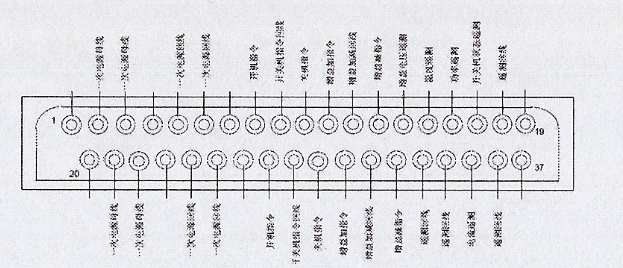 一次电源母线
一次电源母线
一次电源回线
一次电源回线
开机指令
开关机指令回线
关机指令
增益加指令
增益加减回线
增益减指令
增益电压遥测
温度遥测
功率遥测
开关机状态遥测
遥测回线
1
19
20
37
一次电源母线
一次电源母线
一次电源回线
一次电源回线
开机指令
开关机指令回线
关机指令
增益加指令
增益加减回线
增益减指令
遥测回线
遥测回线
电流遥测
遥测回线